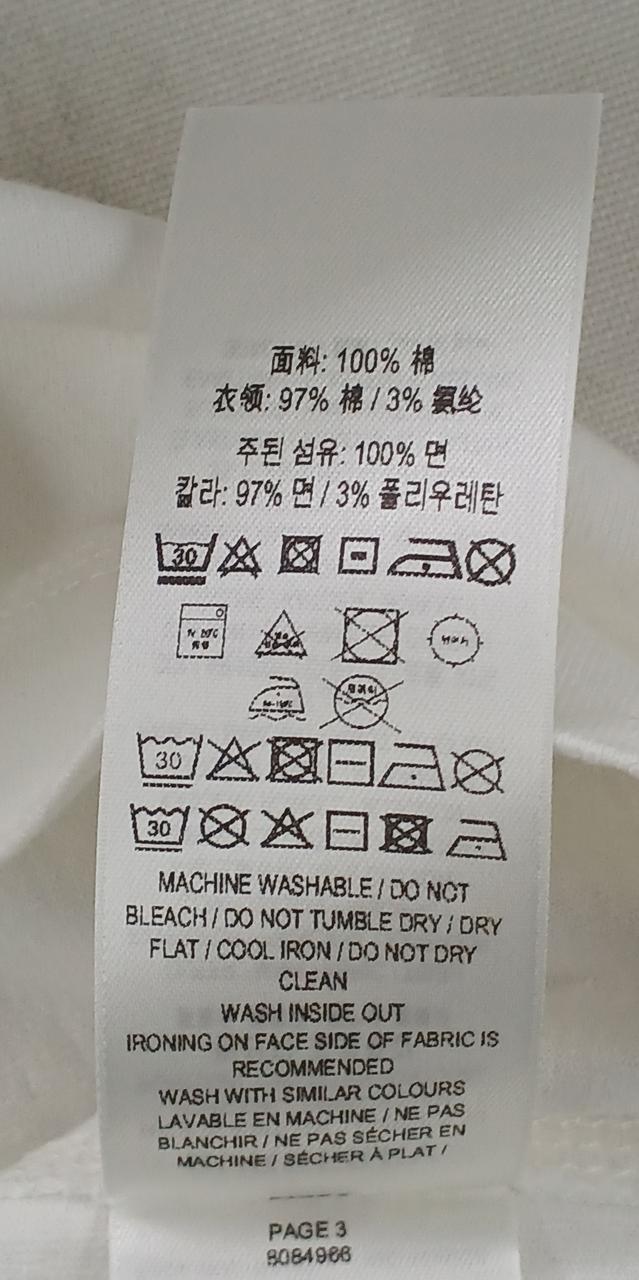 面料: 100% 棉
衣领: 97% 棉 / 3% 氨纶
주된 섬유: 100% 면
칼라: 97% 면 / 3% 폴리우레탄
30
30
30
MACHINE WASHABLE / DO NOT
BLEACH / DO NOT TUMBLE DRY / DRY
FLAT / COOL IRON / DO NOT DRY
CLEAN
WASH INSIDE OUT
IRONING ON FACE SIDE OF FABRIC IS
RECOMMENDED
WASH WITH SIMILAR COLOURS
LAVABLE EN MACHINE / NE PAS
BLANCHIR / NE PAS SÉCHER EN
MACHINE / SÉCHER À PLAT /
PAGE 3
8084966